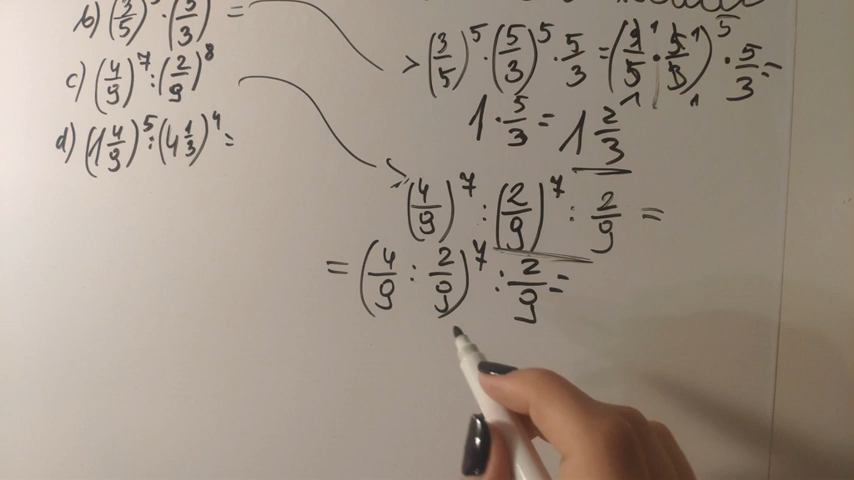 b) (3/5)^5 · (5/3) =
c) (4/9)^7 : (2/9)^8
d) (1 4/9)^5 : (4 1/3)^4 =
> (3/5)^5 · (5/3)^5 · 5/3 = (3/5 · 5/3)^5 · 5/3 =
1 · 5/3 = 1 2/3
(4/9)^7 : (2/9)^7 : 2/9 =
= (4/9 : 2/9)^7 : 2/9 =